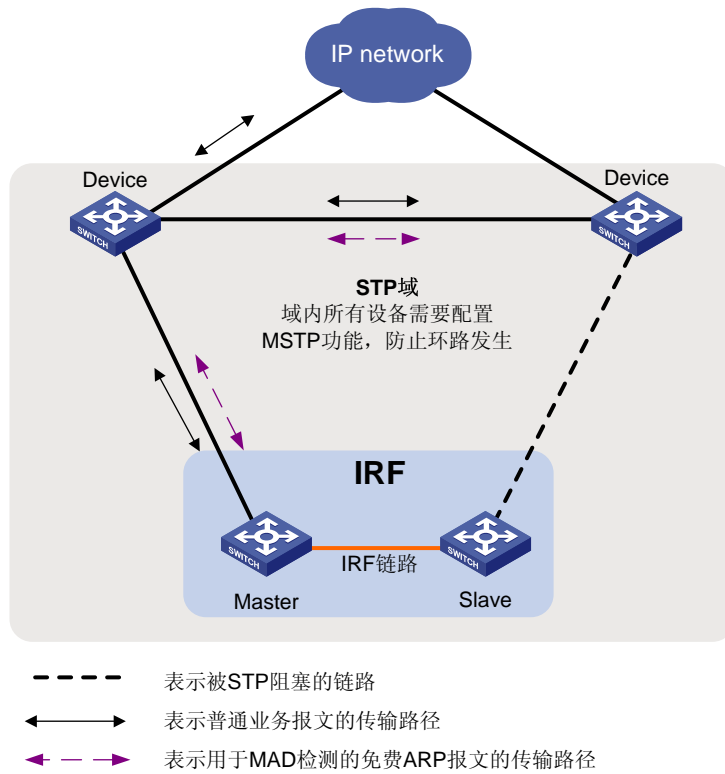 IP network
Device
Device
SWITCH
SWITCH
STP域
域内所有设备需要配置
MSTP功能，防止环路发生
IRF
SWITCH
SWITCH
IRF链路
Master
Slave
表示被STP阻塞的链路
表示普通业务报文的传输路径
表示用于MAD检测的免费ARP报文的传输路径